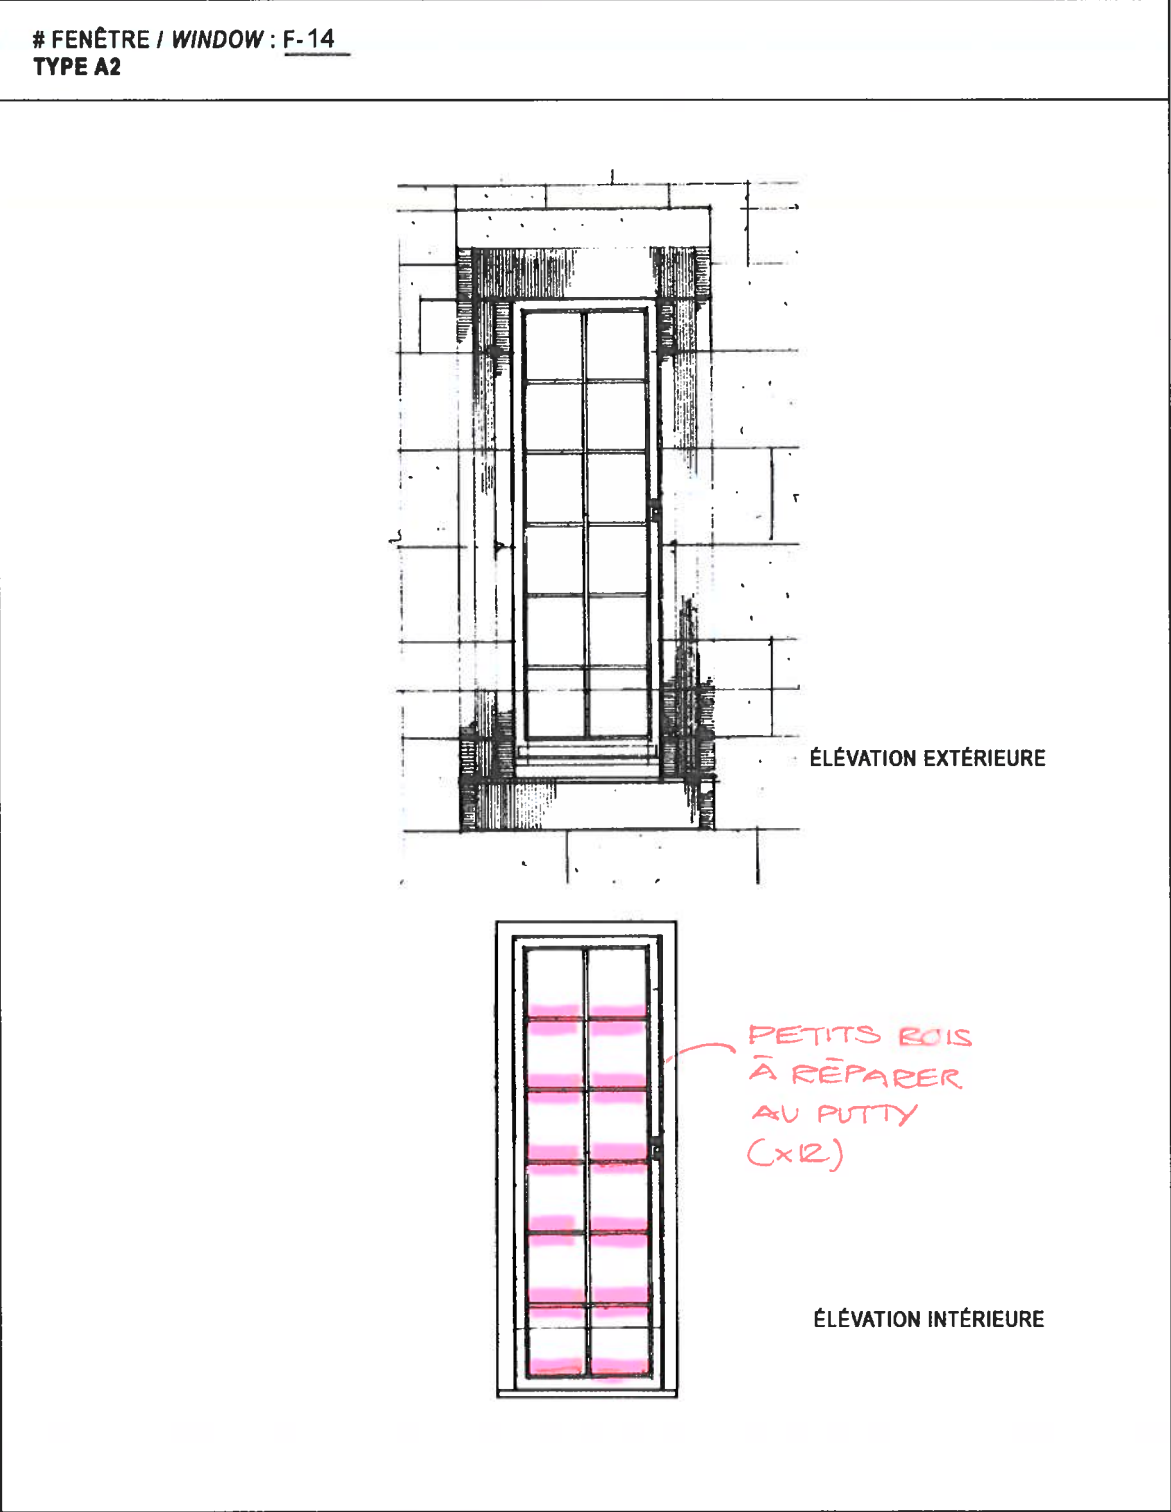 # FENÊTRE / WINDOW : F-14
TYPE A2
ÉLÉVATION EXTÉRIEURE
PETITS BOIS
À RÉPARER
AU PUTTY
(x12)
ÉLÉVATION INTÉRIEURE